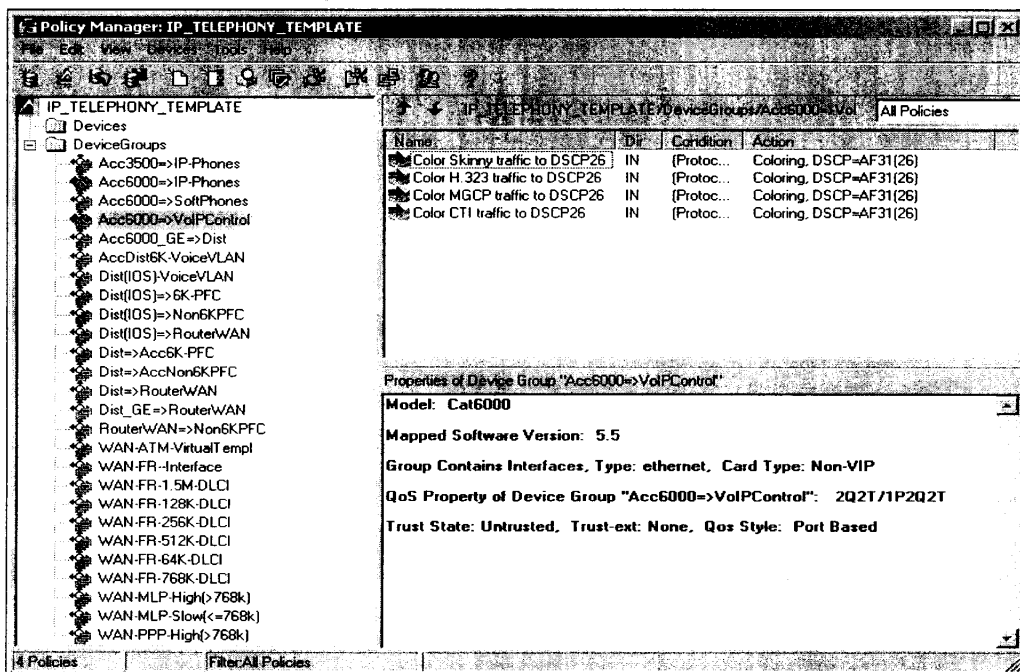 Policy Manager: IP_TELEPHONY_TEMPLATE
File Edit View Devices Tools Help
IP_TELEPHONY_TEMPLATE
Devices
DeviceGroups
Acc3500=>IP-Phones
Acc6000=>IP-Phones
Acc6000=>SoftPhones
Acc6000=>VoIPControl
Acc6000_GE=>Dist
AccDist6K-VoiceVLAN
Dist(IOS)-VoiceVLAN
Dist(IOS)=>6K-PFC
Dist(IOS)=>Non6KPFC
Dist(IOS)=>RouterWAN
Dist=>Acc6K-PFC
Dist=>AccNon6KPFC
Dist=>RouterWAN
Dist_GE=>RouterWAN
RouterWAN=>Non6KPFC
WAN-ATM-VirtualTempl
WAN-FR--Interface
WAN-FR-1.5M-DLCI
WAN-FR-128K-DLCI
WAN-FR-256K-DLCI
WAN-FR-512K-DLCI
WAN-FR-64K-DLCI
WAN-FR-768K-DLCI
WAN-MLP-High(>768k)
WAN-MLP-Slow(<=768k)
WAN-PPP-High(>768k)
IP_TELEPHONY_TEMPLATE/DeviceGroups/Acc6000=>VoI All Policies
Name Dir Condition Action
Color Skinny traffic to DSCP26 IN {Protoc... Coloring, DSCP=AF31(26)
Color H.323 traffic to DSCP26 IN {Protoc... Coloring, DSCP=AF31(26)
Color MGCP traffic to DSCP26 IN {Protoc... Coloring, DSCP=AF31(26)
Color CTI traffic to DSCP26 IN {Protoc... Coloring, DSCP=AF31(26)
Properties of Device Group "Acc6000=>VoIPControl"
Model: Cat6000
Mapped Software Version: 5.5
Group Contains Interfaces, Type: ethernet, Card Type: Non-VIP
QoS Property of Device Group "Acc6000=>VoIPControl": 2Q2T/1P2Q2T
Trust State: Untrusted, Trust-ext: None, Qos Style: Port Based
4 Policies Filter:All Policies